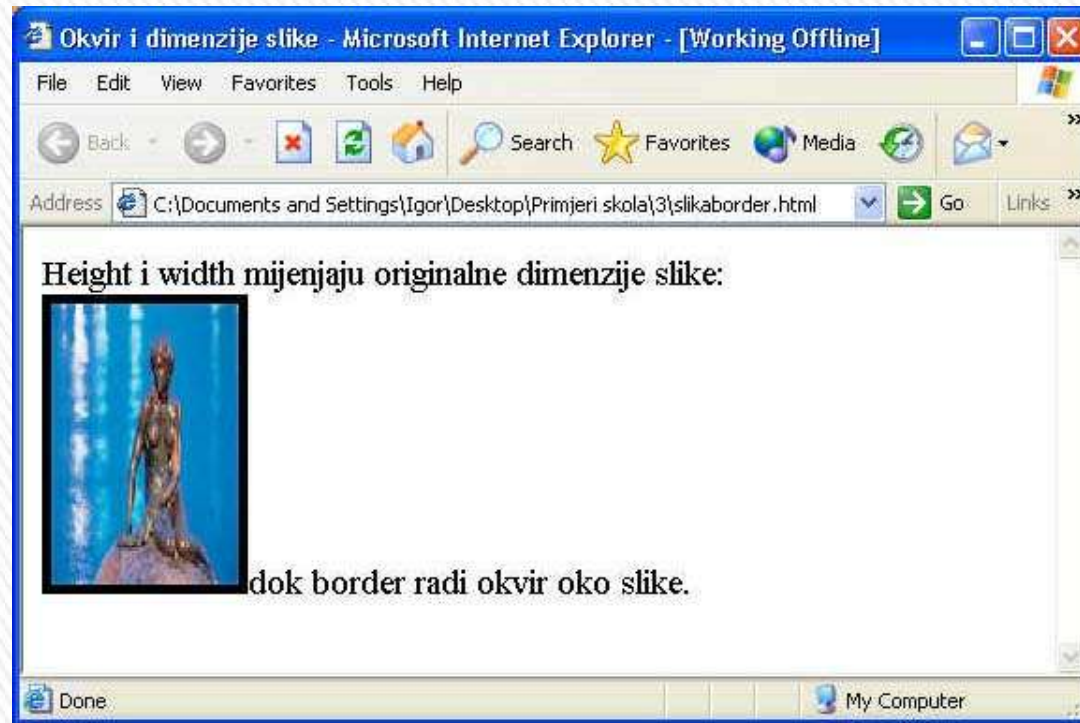 Okvir i dimenzije slike - Microsoft Internet Explorer - [Working Offline]
File Edit View Favorites Tools Help
Back Search Favorites Media
Address C:\Documents and Settings\Igor\Desktop\Primjeri skola\3\slikaborder.html Go Links
Height i width mijenjaju originalne dimenzije slike:
dok border radi okvir oko slike.
Done My Computer